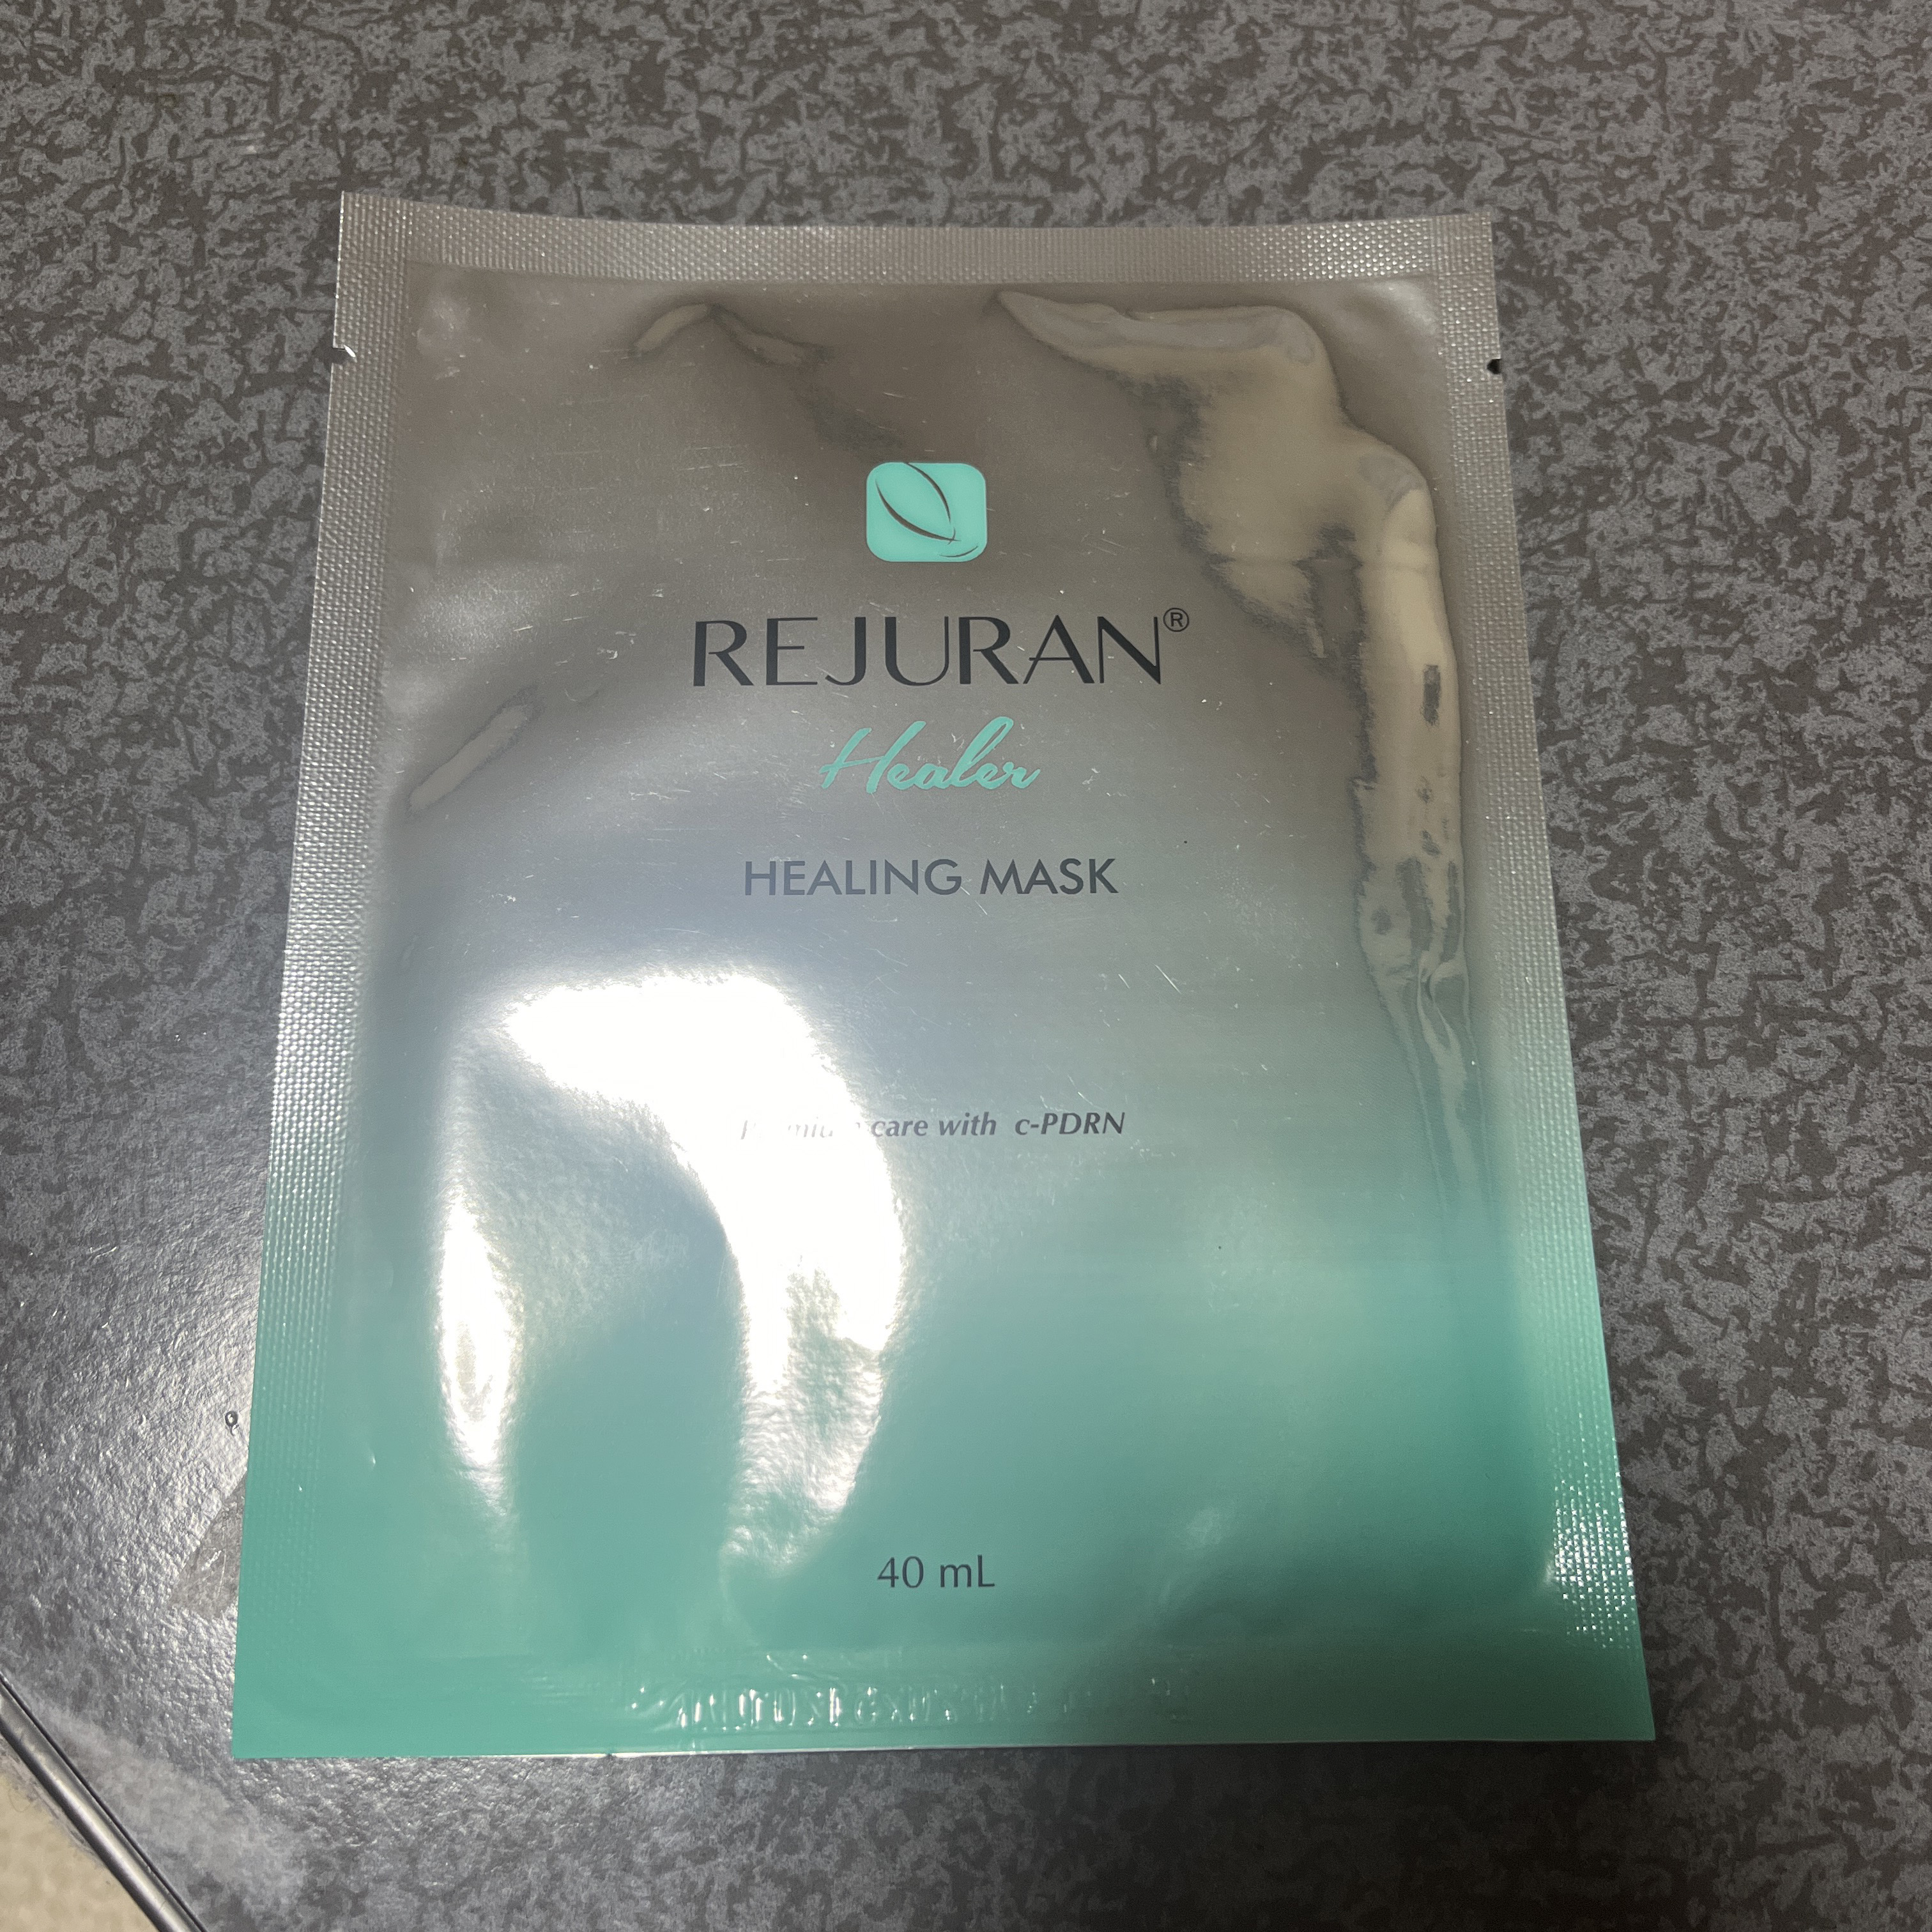 REJURAN®
Healer
HEALING MASK
care with c-PDRN
40 mL